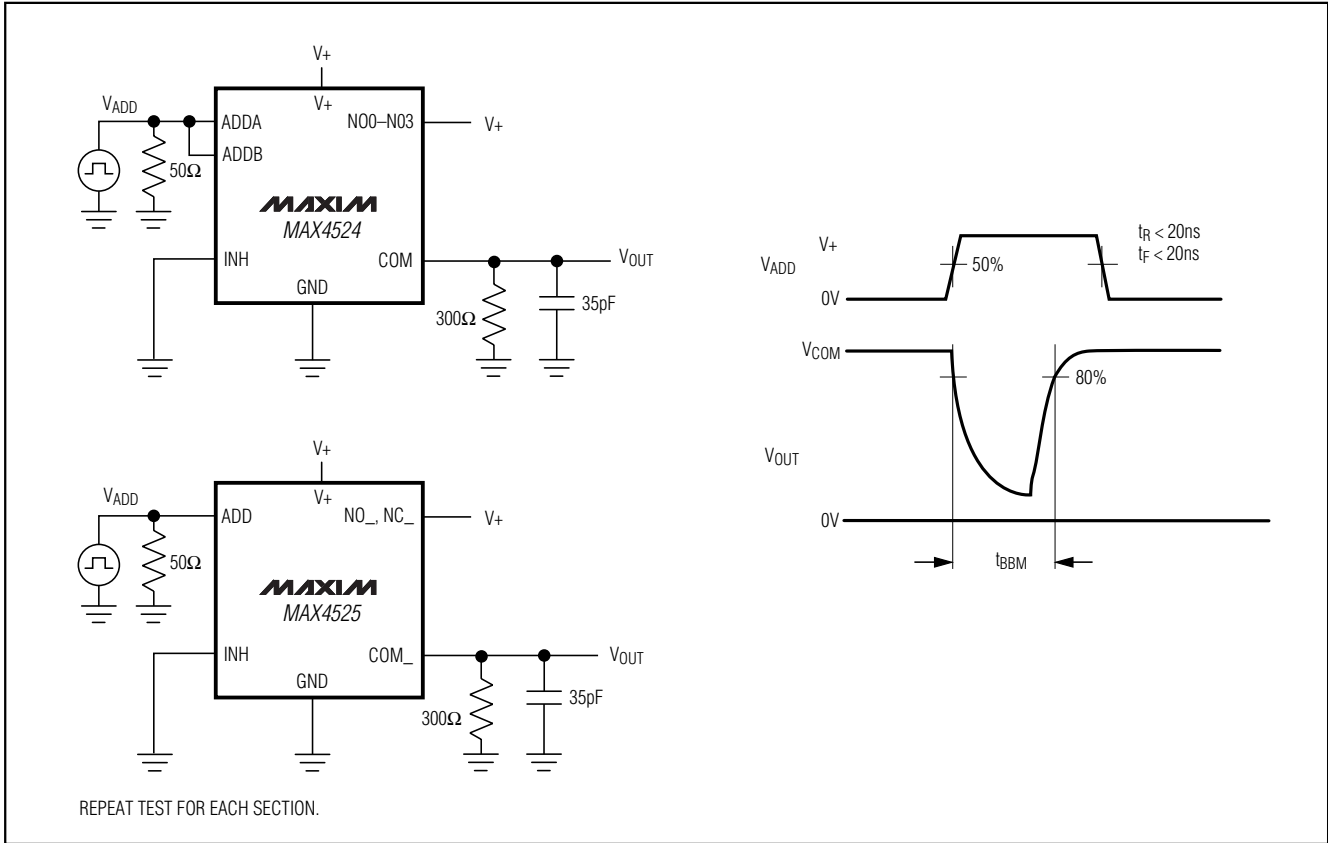 V+
VADD
V+
ADDA
NO0–NO3
V+
ADDB
50Ω
MAXIM
MAX4524
INH
COM
VOUT
GND
300Ω
35pF
V+
VADD
V+
ADD
NO_, NC_
V+
50Ω
MAXIM
MAX4525
INH
COM_
VOUT
GND
300Ω
35pF
REPEAT TEST FOR EACH SECTION.
V+
VADD
0V
50%
tR < 20ns
tF < 20ns
VCOM
80%
VOUT
0V
tBBM